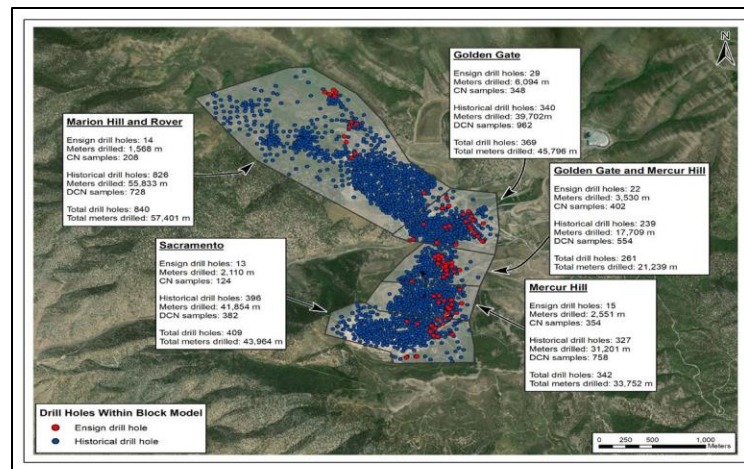 N
Golden Gate
Ensign drill holes: 29
Meters drilled: 6,094 m
CN samples: 348
Historical drill holes: 340
Meters drilled: 39,702m
DCN samples: 962
Total drill holes: 369
Total meters drilled: 45,796 m
Marion Hill and Rover
Ensign drill holes: 14
Meters drilled: 1,568 m
CN samples: 208
Historical drill holes: 826
Meters drilled: 55,833 m
DCN samples: 728
Total drill holes: 840
Total meters drilled: 57,401 m
Golden Gate and Mercur Hill
Ensign drill holes: 22
Meters drilled: 3,530 m
CN samples: 402
Historical drill holes: 239
Meters drilled: 17,709 m
DCN samples: 554
Total drill holes: 261
Total meters drilled: 21,239 m
Sacramento
Ensign drill holes: 13
Meters drilled: 2,110 m
CN samples: 124
Historical drill holes: 396
Meters drilled: 41,854 m
DCN samples: 382
Total drill holes: 409
Total meters drilled: 43,964 m
Mercur Hill
Ensign drill holes: 15
Meters drilled: 2,551 m
CN samples: 354
Historical drill holes: 327
Meters drilled: 31,201 m
DCN samples: 758
Total drill holes: 342
Total meters drilled: 33,752 m
Drill Holes Within Block Model
Ensign drill hole
Historical drill hole
0 250 500 1,000
Meters